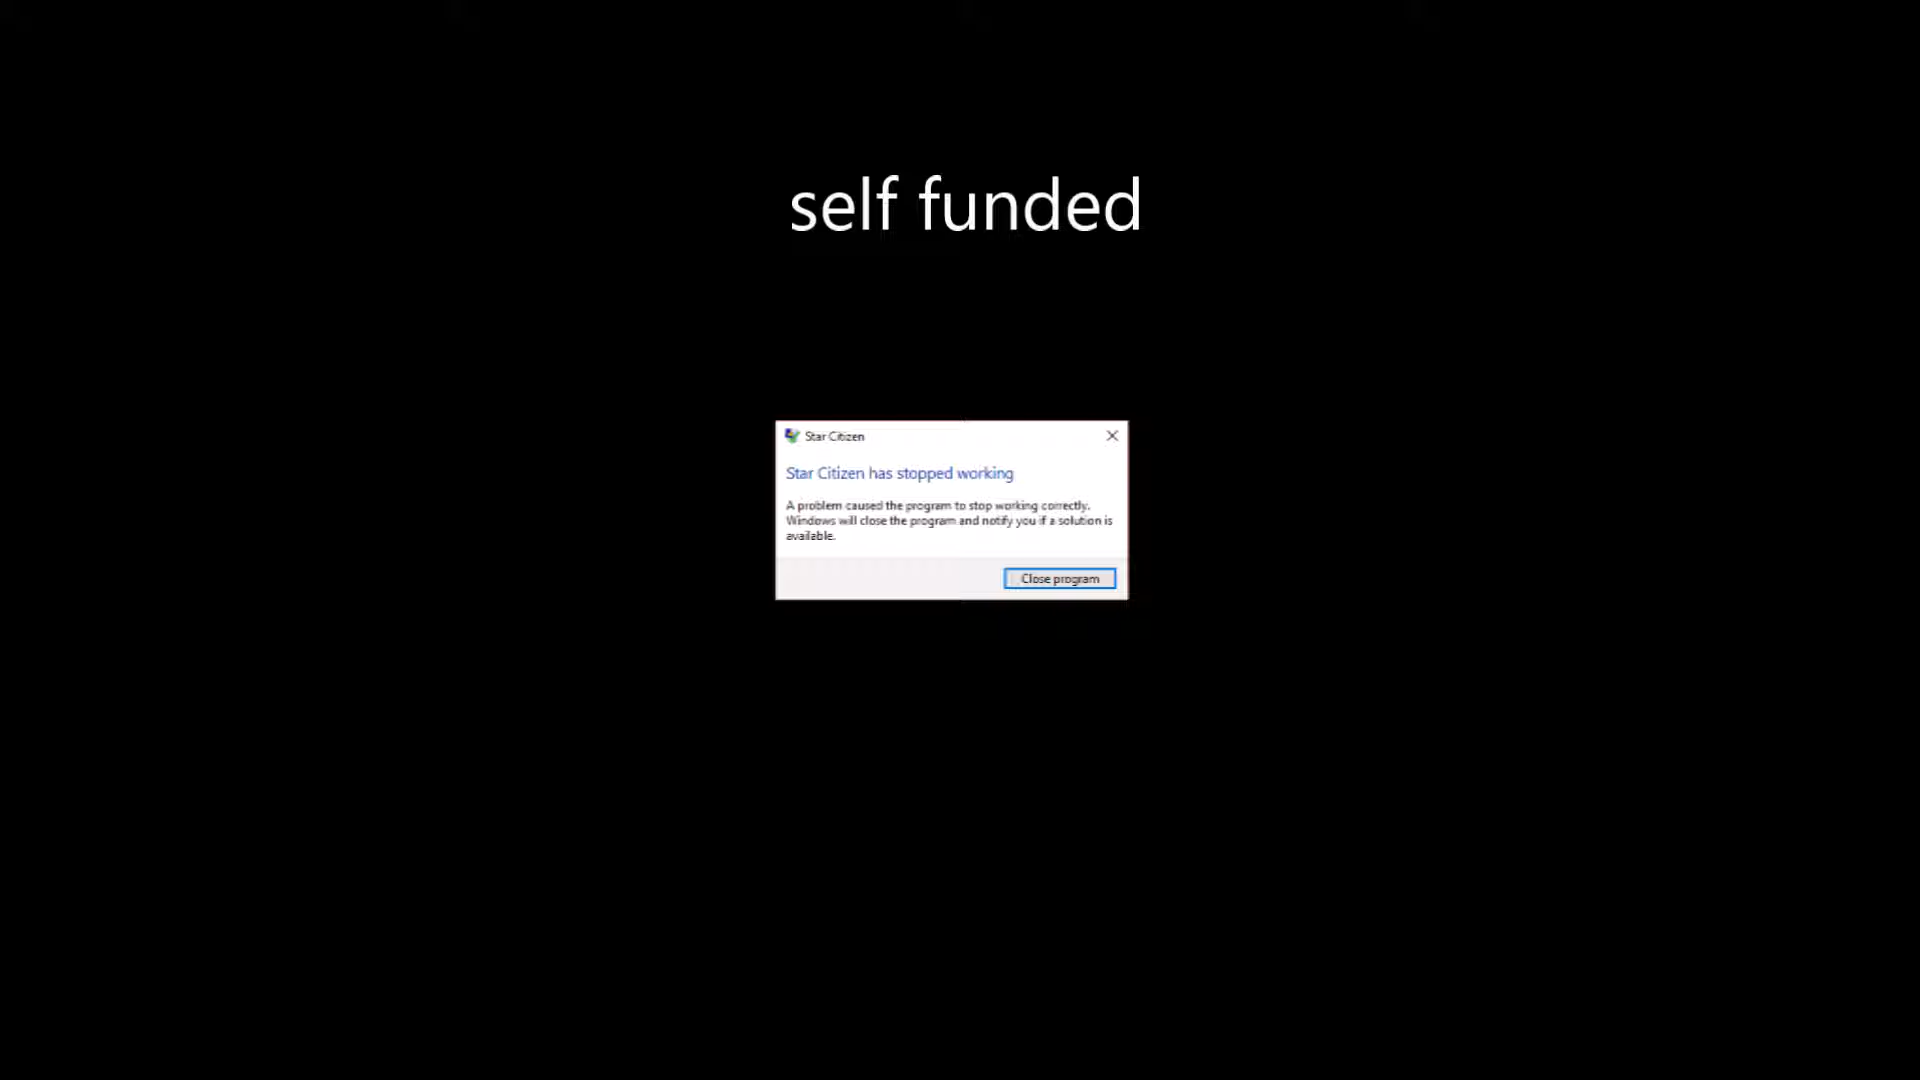 self funded
Star Citizen
Star Citizen has stopped working
A problem caused the program to stop working correctly.
Windows will close the program and notify you if a solution is
available.
Close program